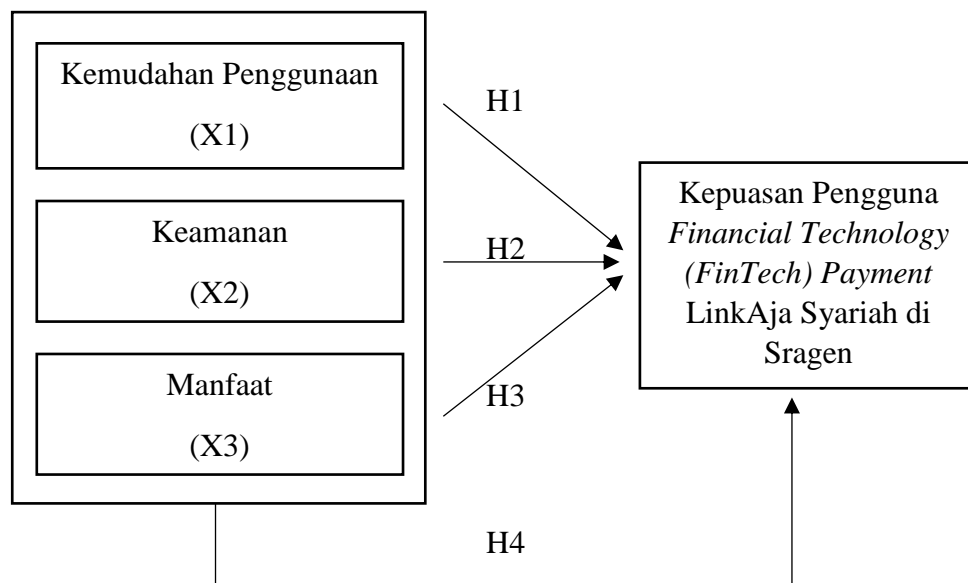 Kemudahan Penggunaan
(X1)
Keamanan
(X2)
Manfaat
(X3)
H1
H2
H3
H4
Kepuasan Pengguna
Financial Technology
(FinTech) Payment
LinkAja Syariah di
Sragen